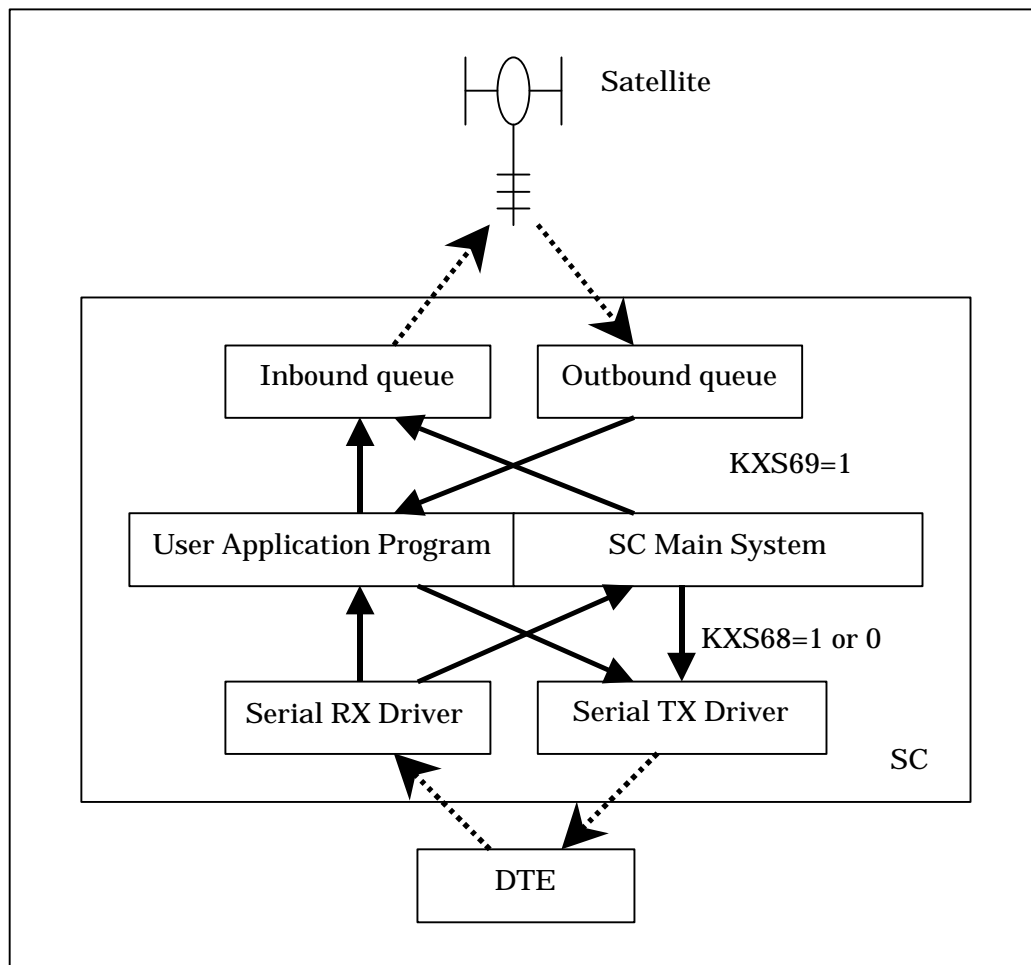 Satellite
Inbound queue
Outbound queue
KXS69=1
User Application Program
SC Main System
KXS68=1 or 0
Serial RX Driver
Serial TX Driver
SC
DTE